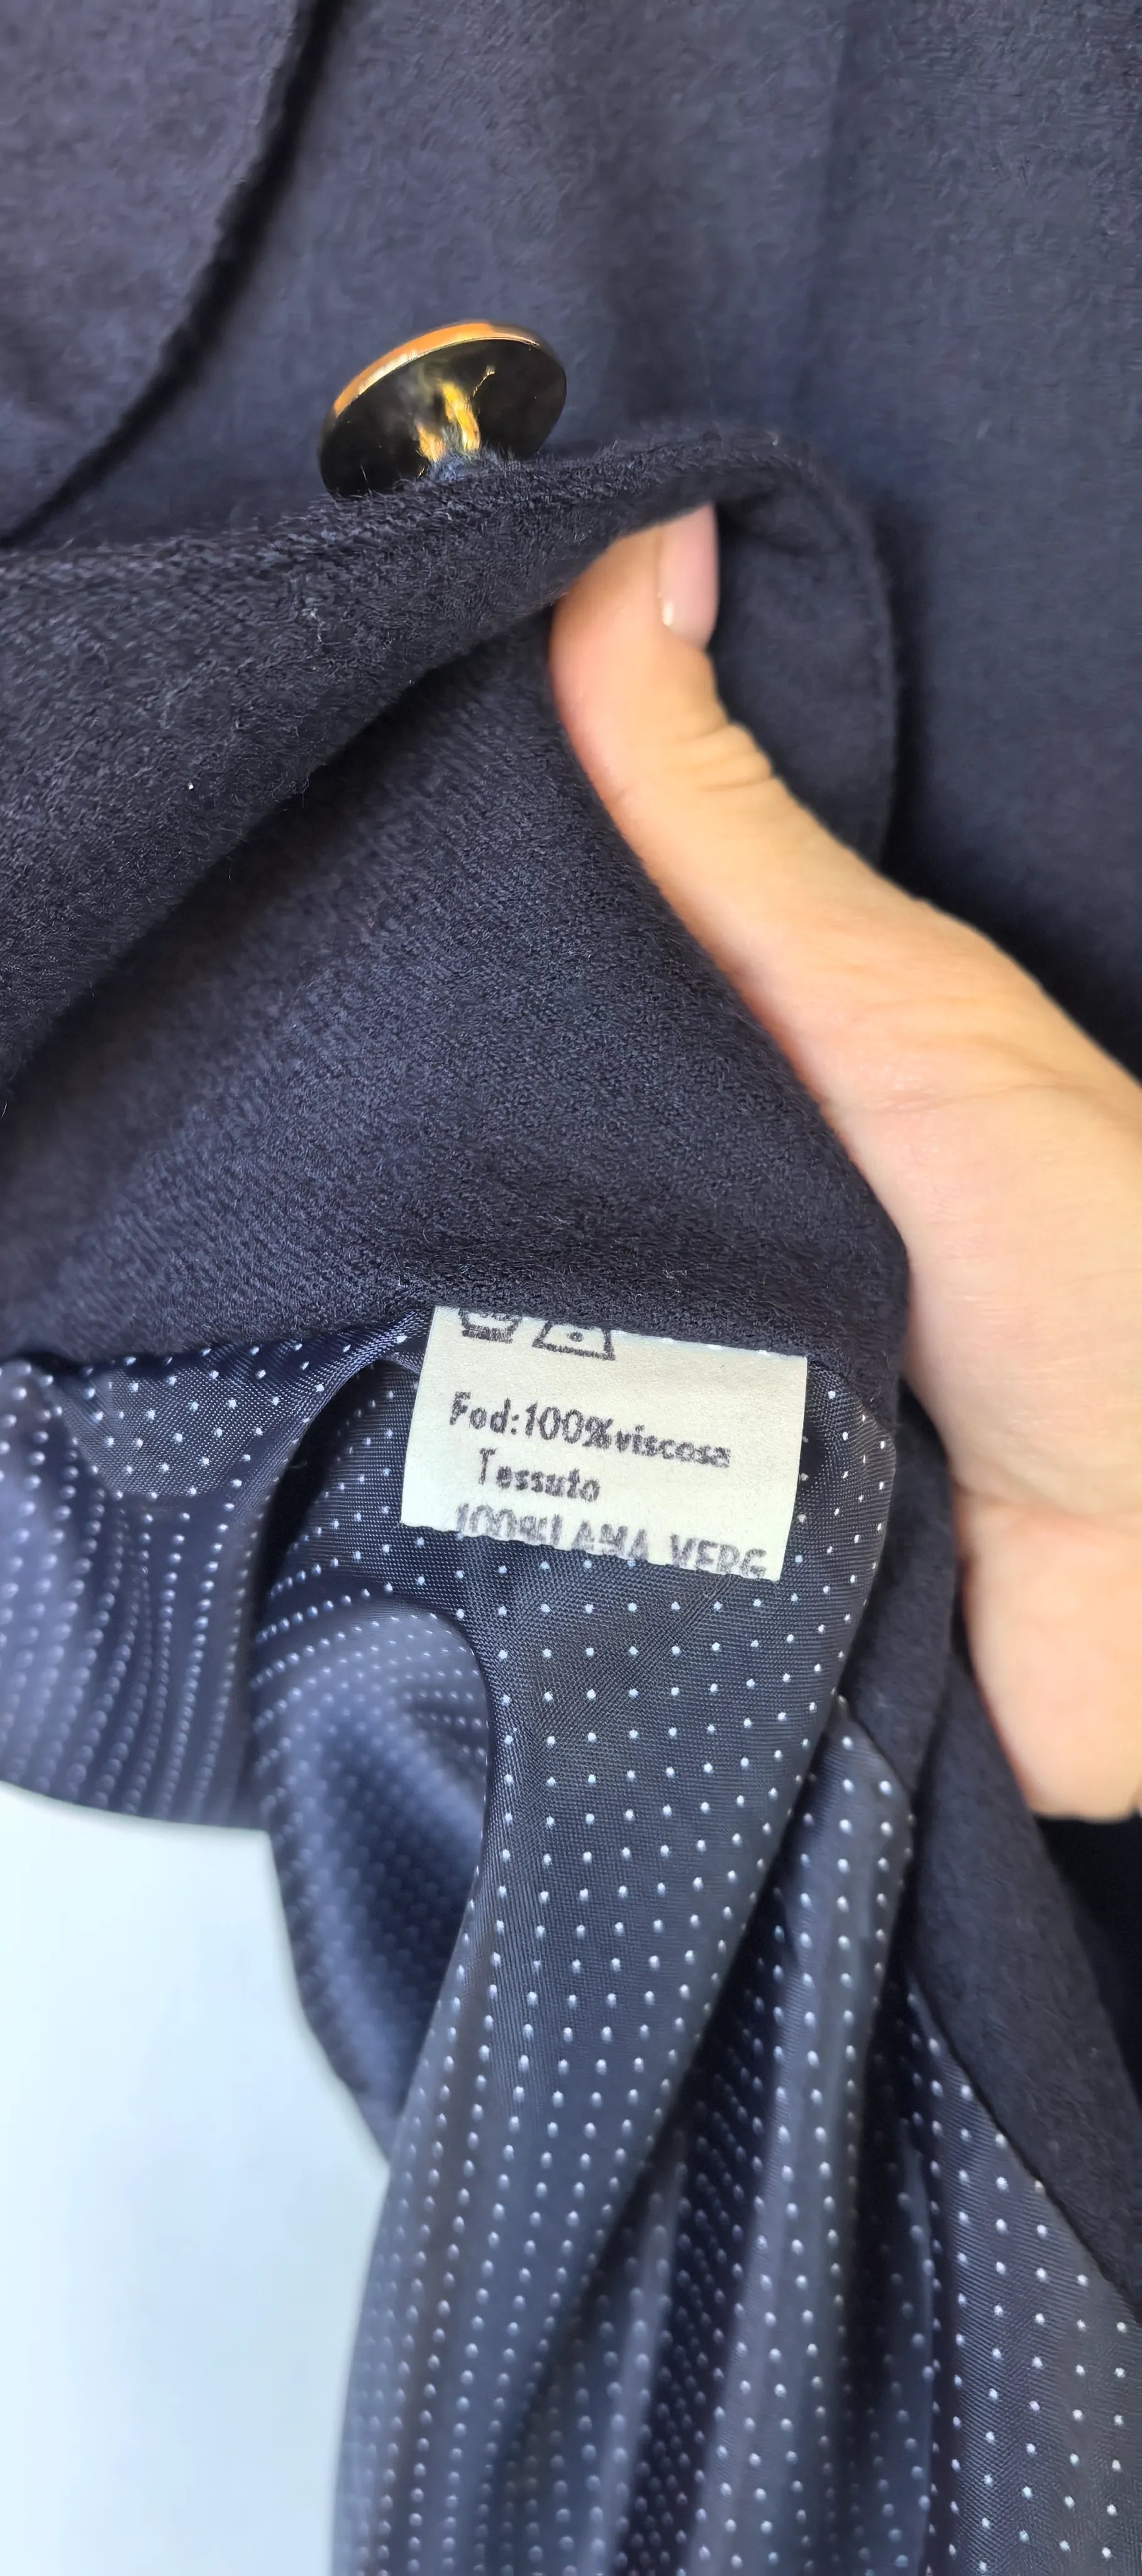 Fod:100%viscosa
Tessuto
100%LANA VERG